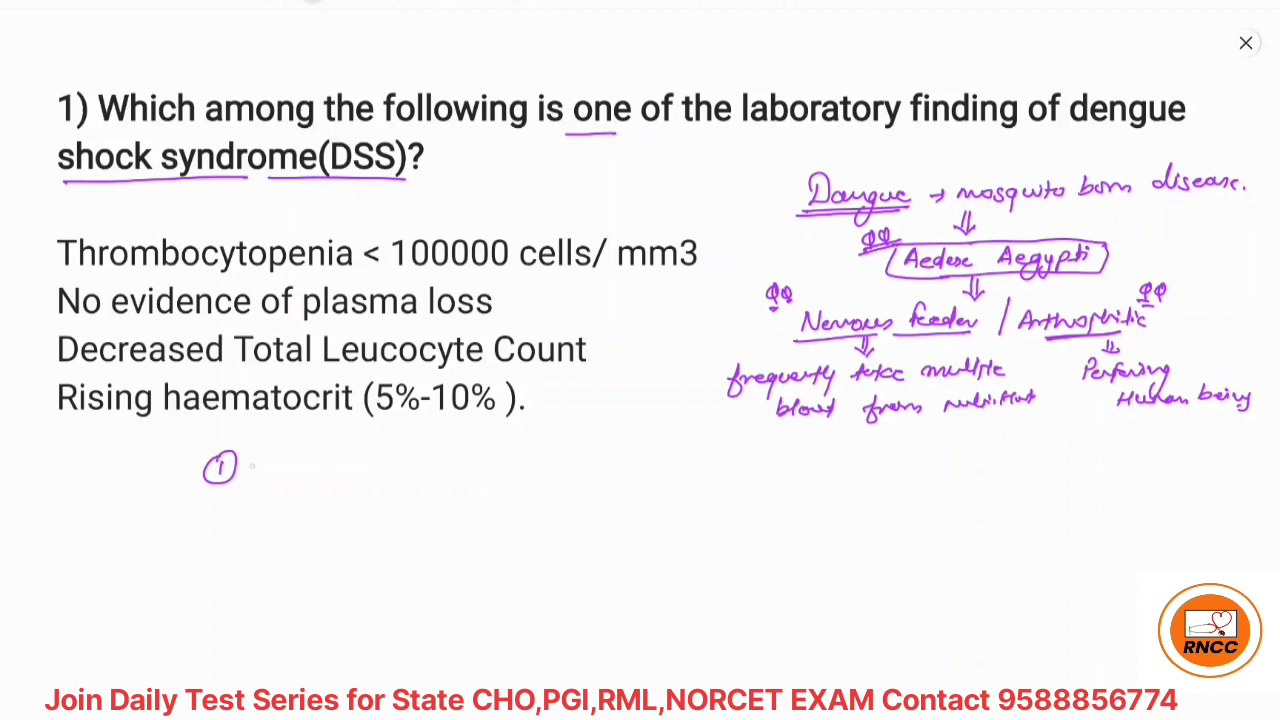 1) Which among the following is one of the laboratory finding of dengue
shock syndrome(DSS)?
Dangue → mosquito born disease.
Thrombocytopenia < 100000 cells/ mm3
Aedese Aegypti
No evidence of plasma loss
Nervous feeder / Arthophilic
Decreased Total Leucocyte Count
frequently take multiple
blood from
Rising haematocrit (5%-10% ).
Human being
1
RNCC
Join Daily Test Series for State CHO,PGI,RML,NORCET EXAM Contact 9588856774